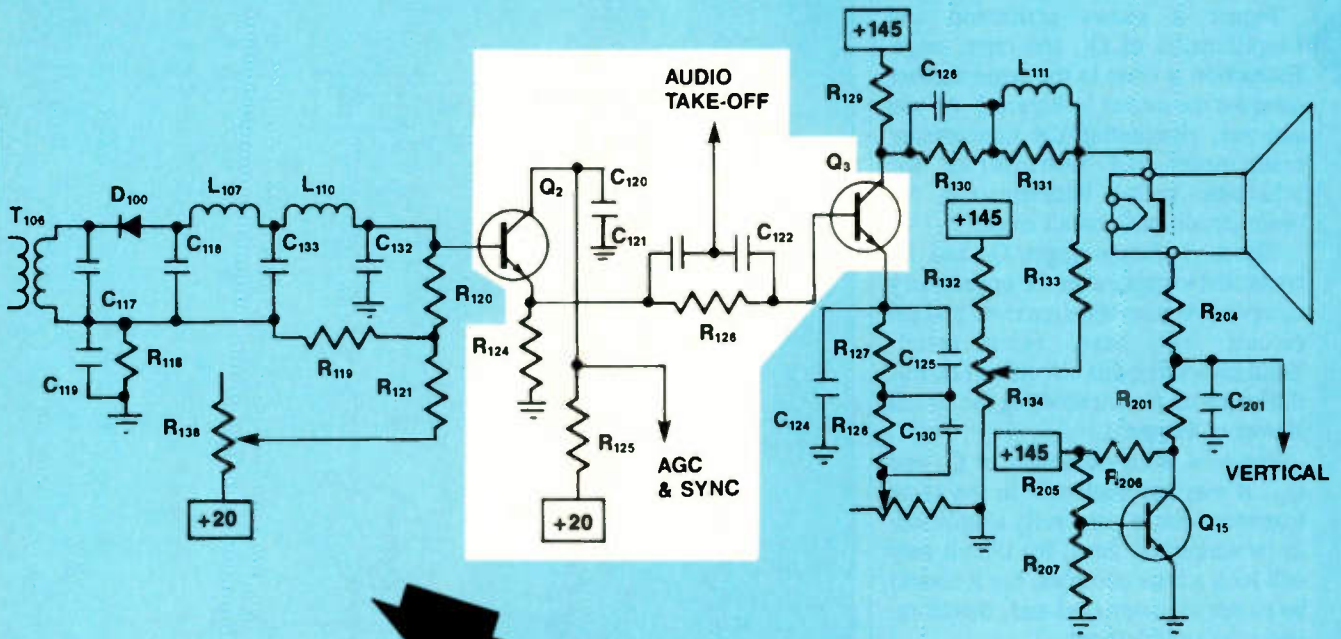 +145
AUDIO
TAKE-OFF
C126
L111
R129
Q3
R130
R131
D100
L107
L110
Q2
C120
C121
C122
T106
C118
C133
C132
+145
R132
R133
C117
R120
R126
R204
R124
R127
C125
R118
R119
R121
C119
C124
R134
R201
C201
R138
R125
R126
C130
AGC
& SYNC
+145
VERTICAL
R206
R205
+20
+20
Q15
R207